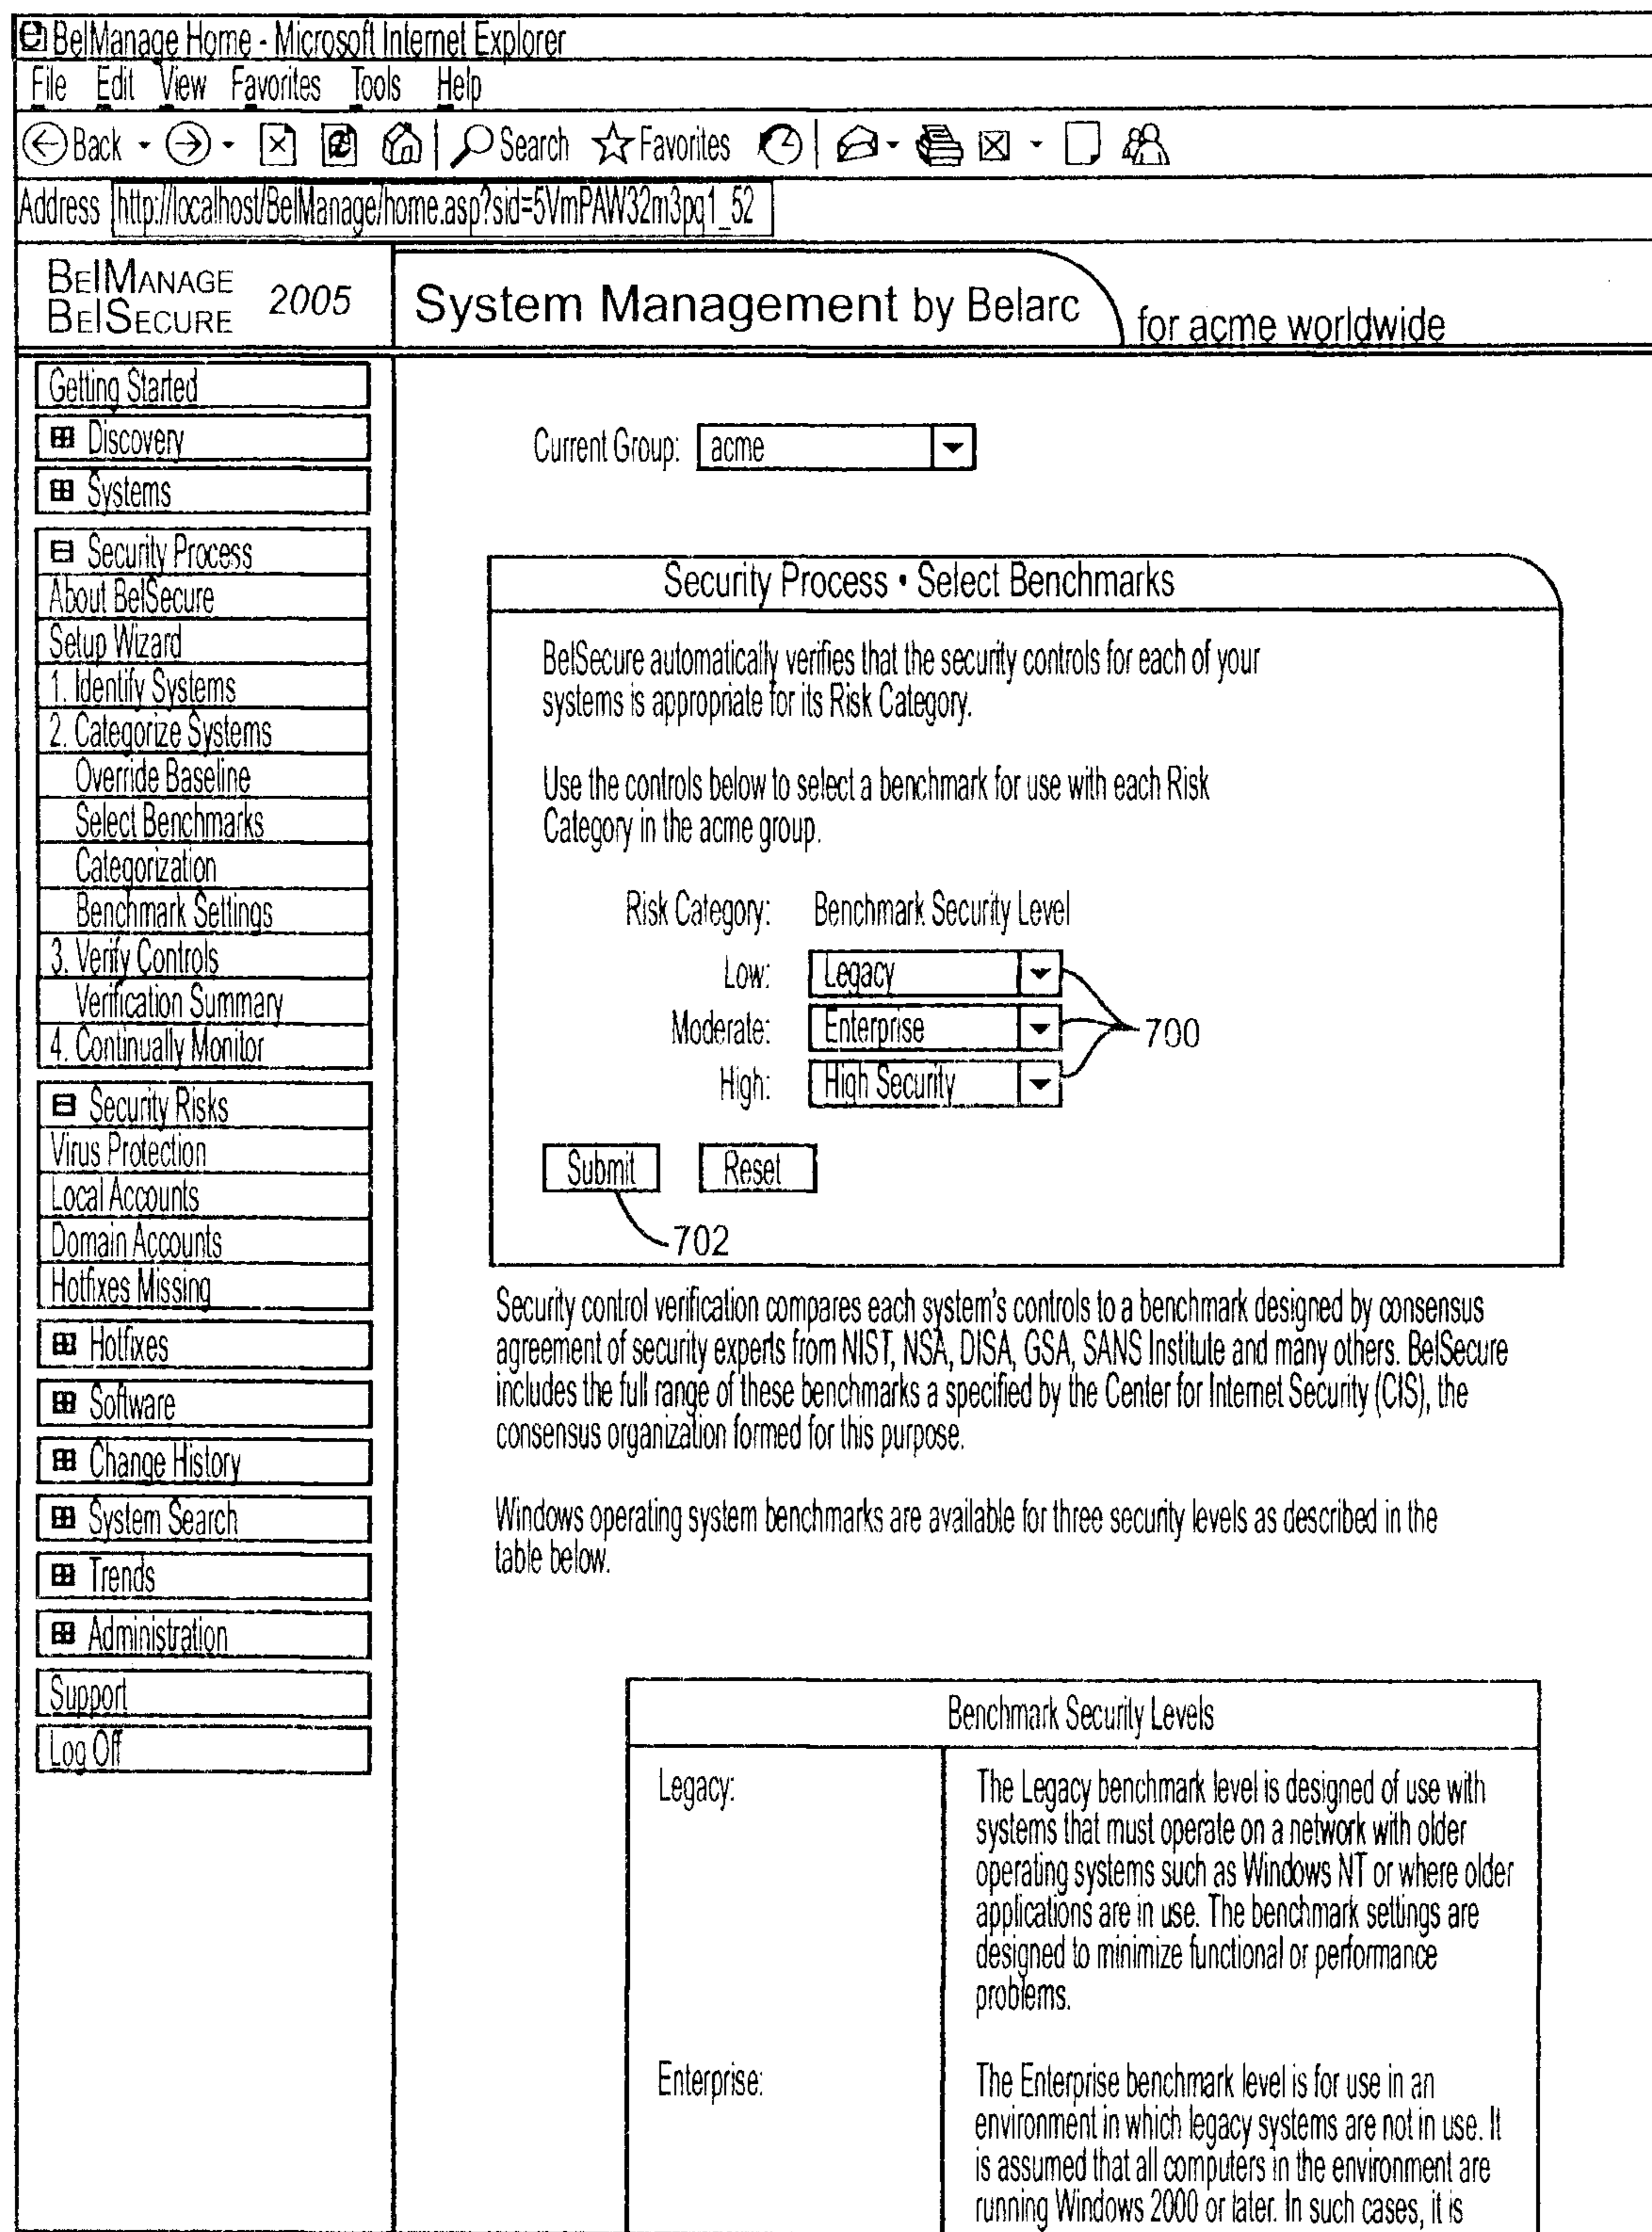 BelManage Home - Microsoft Internet Explorer
File Edit View Favorites Tools Help
Back Search Favorites
Address http://localhost/BelManage/home.asp?sid=5VmPAW32m3pq1_52
BELMANAGE
BELSECURE
2005
System Management by Belarc
for acme worldwide
Getting Started
Discovery
Systems
Security Process
About BelSecure
Setup Wizard
1. Identify Systems
2. Categorize Systems
Override Baseline
Select Benchmarks
Categorization
Benchmark Settings
3. Verify Controls
Verification Summary
4. Continually Monitor
Security Risks
Virus Protection
Local Accounts
Domain Accounts
Hotfixes Missing
Hotfixes
Software
Change History
System Search
Trends
Administration
Support
Log Off
Current Group: acme
Security Process • Select Benchmarks
BelSecure automatically verifies that the security controls for each of your
systems is appropriate for its Risk Category.
Use the controls below to select a benchmark for use with each Risk
Category in the acme group.
Risk Category: Benchmark Security Level
Low: Legacy
Moderate: Enterprise
700
High: High Security
Submit Reset
702
Security control verification compares each system's controls to a benchmark designed by consensus
agreement of security experts from NIST, NSA, DISA, GSA, SANS Institute and many others. BelSecure
includes the full range of these benchmarks a specified by the Center for Internet Security (CIS), the
consensus organization formed for this purpose.
Windows operating system benchmarks are available for three security levels as described in the
table below.
Benchmark Security Levels
Legacy:
The Legacy benchmark level is designed of use with
systems that must operate on a network with older
operating systems such as Windows NT or where older
applications are in use. The benchmark settings are
designed to minimize functional or performance
problems.
Enterprise:
The Enterprise benchmark level is for use in an
environment in which legacy systems are not in use. It
is assumed that all computers in the environment are
running Windows 2000 or later. In such cases, it is